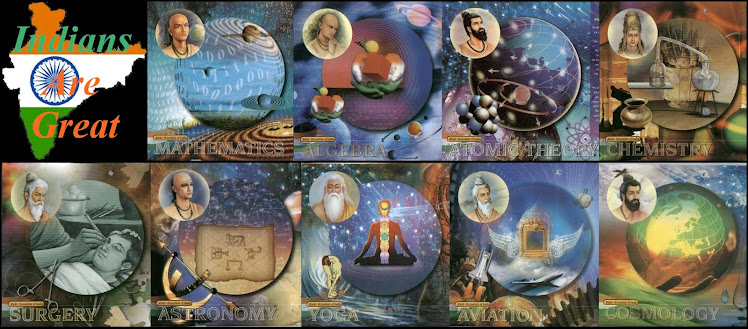 Indians
Are
Great
MATHEMATICS
ALGEBRA
ATOMIC THEORY
CHEMISTRY
SURGERY
ASTRONOMY
YOGA
AVIATION
COSMOLOGY